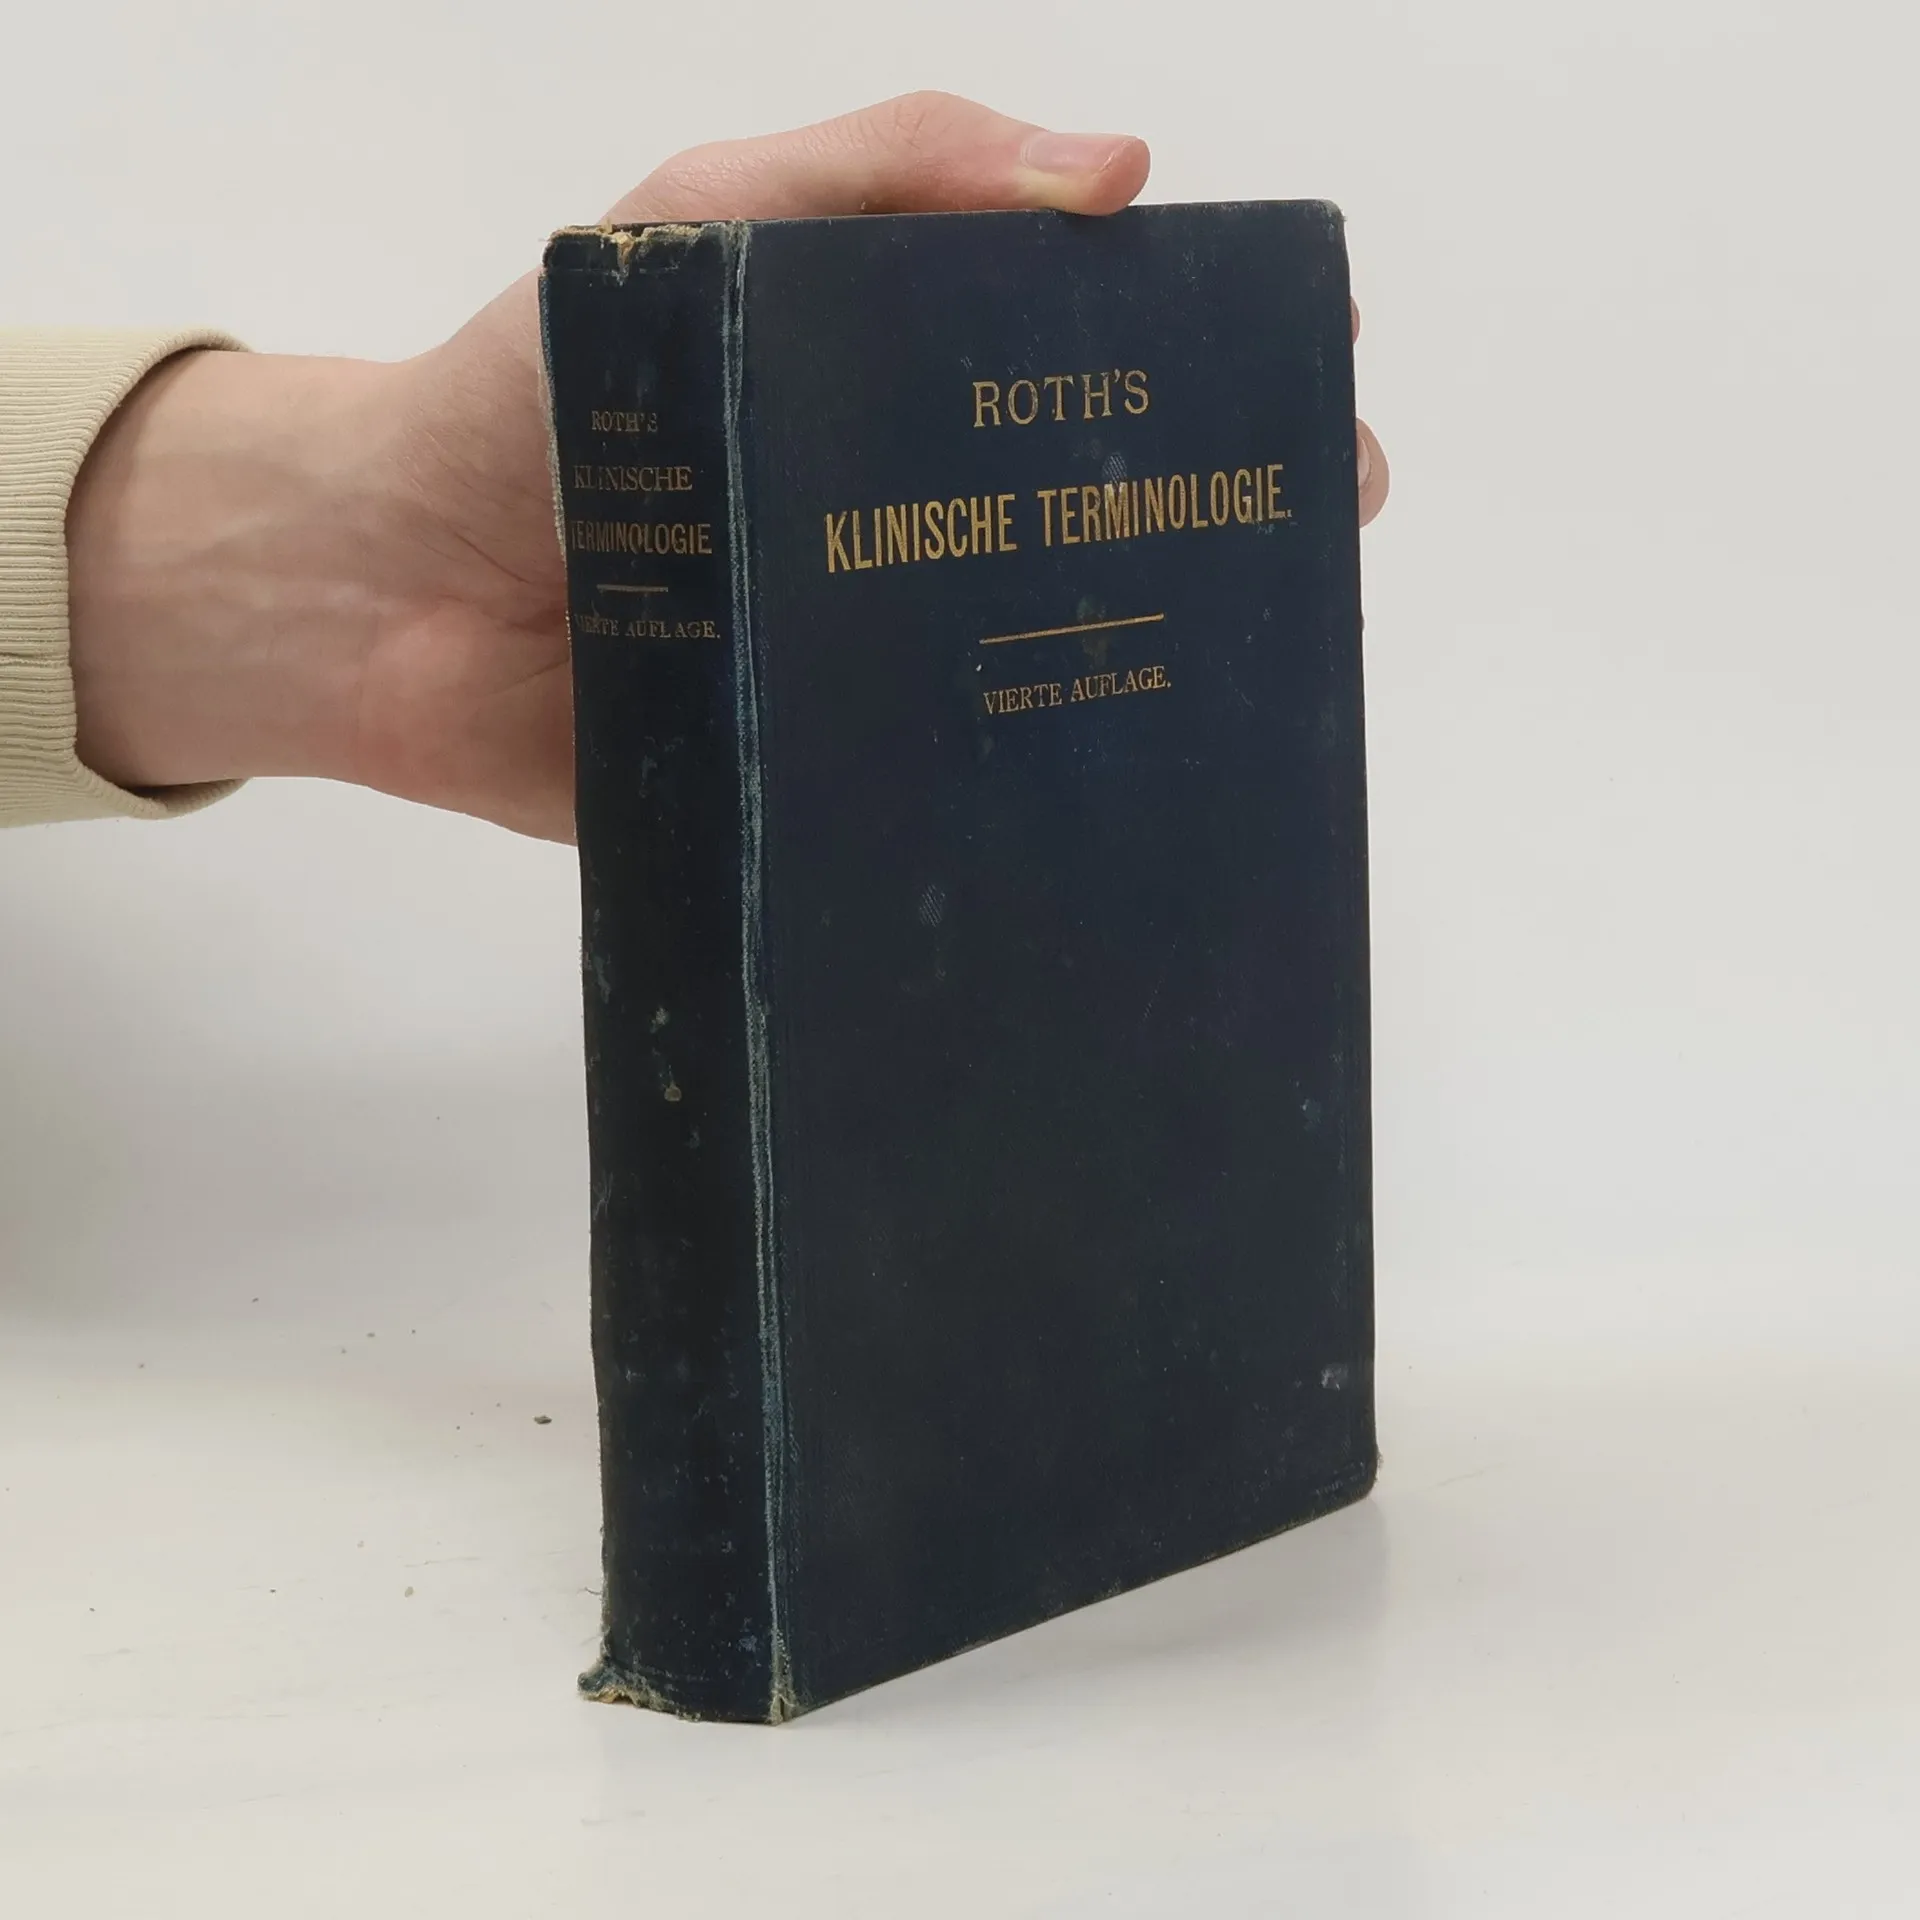 ROTH'S
KLINISCHE
TERMINOLOGIE
VIERTE AUFLAGE.
ROTH'S
KLINISCHE TERMINOLOGIE.
VIERTE AUFLAGE.